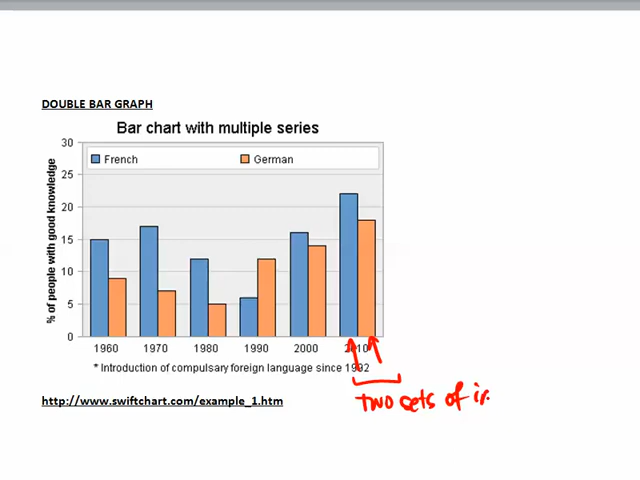 DOUBLE BAR GRAPH
Bar chart with multiple series
French
German
% of people with good knowledge
30
25
20
15
10
5
0
1960 1970 1980 1990 2000 2010
* Introduction of compulsary foreign language since 1992
http://www.swiftchart.com/example_1.htm
Two sets of